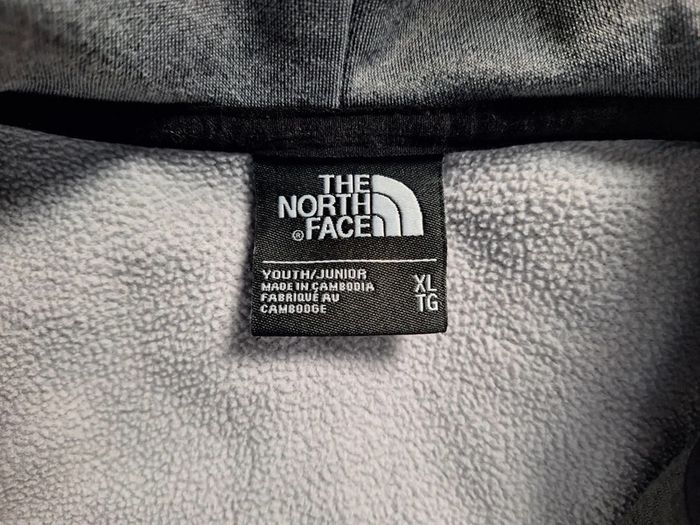 THE
NORTH
® FACE
YOUTH/JUNIOR
MADE IN CAMBODIA
FABRIQUÉ AU
CAMBODGE
XL
TG